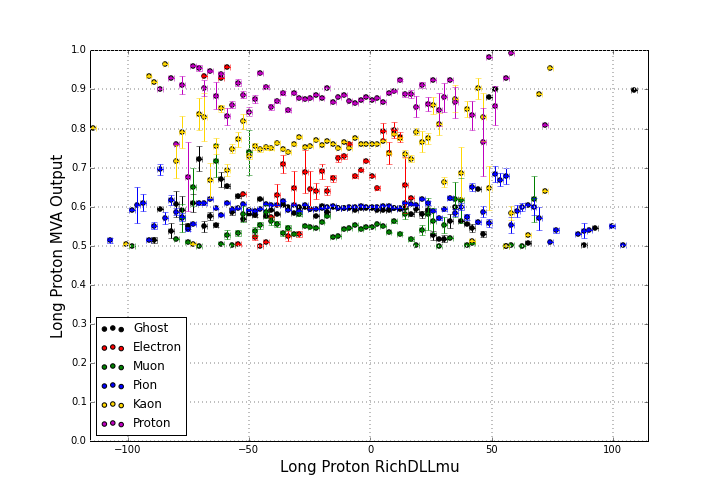 1.0
0.9
0.8
0.7
0.6
0.5
0.4
0.3
0.2
0.1
0.0
Long Proton MVA Output
Ghost
Electron
Muon
Pion
Kaon
Proton
−100
−50
0
50
100
Long Proton RichDLLmu